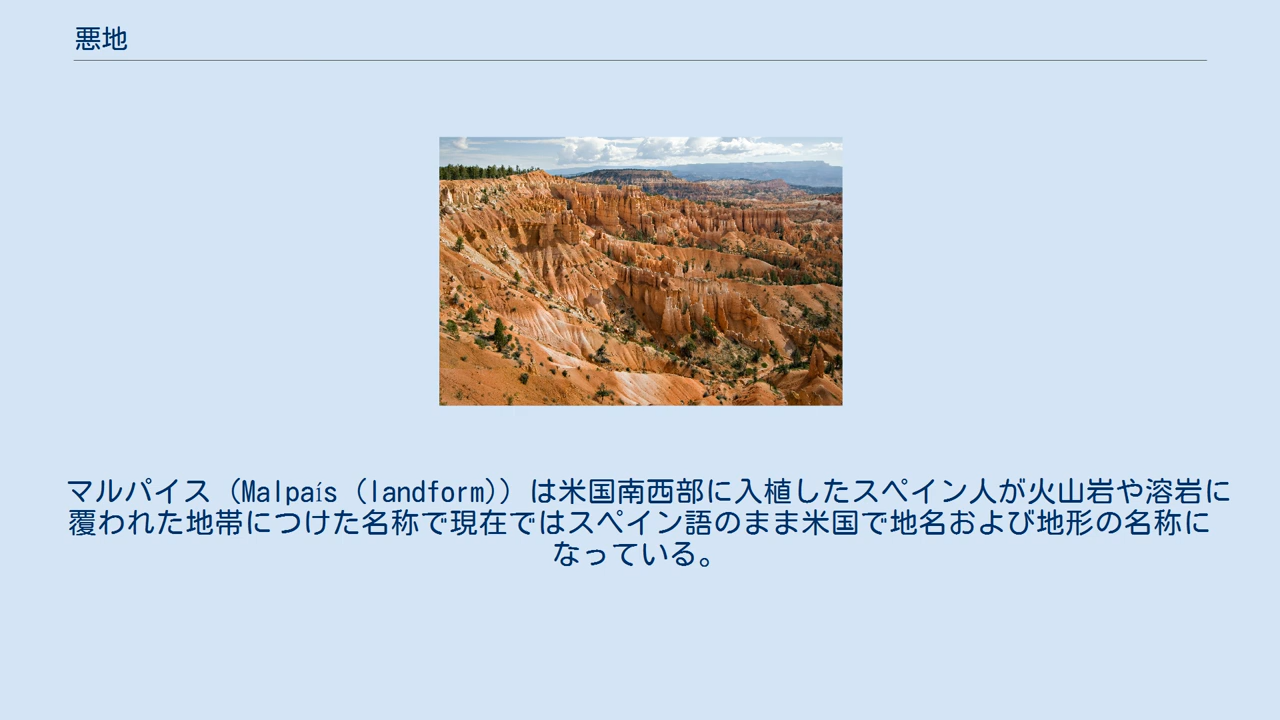 悪地
マルパイス（Malpaís（landform））は米国南西部に入植したスペイン人が火山岩や溶岩に
覆われた地帯につけた名称で現在ではスペイン語のまま米国で地名および地形の名称に
なっている。